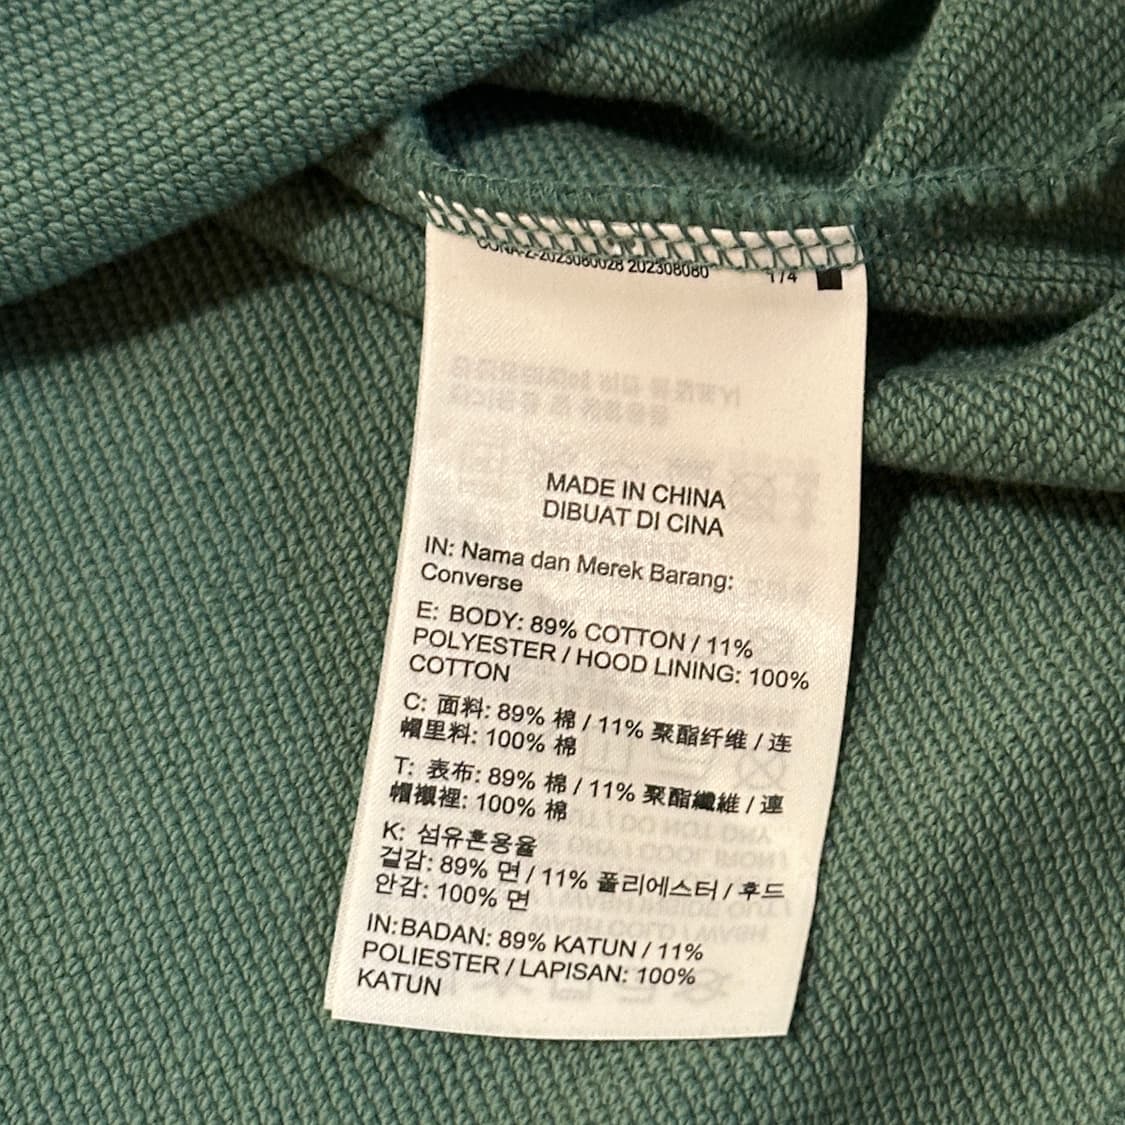 202308080 1/4
MADE IN CHINA
DIBUAT DI CINA
IN: Nama dan Merek Barang:
Converse
E: BODY: 89% COTTON / 11%
POLYESTER / HOOD LINING: 100%
COTTON
C: 面料: 89% 棉 / 11% 聚酯纤维 / 连
帽里料: 100% 棉
T: 表布: 89% 棉 / 11% 聚酯纖維 / 連
帽襯裡: 100% 棉
K: 섬유혼용율
겉감: 89% 면 / 11% 폴리에스터 / 후드
안감: 100% 면
IN:BADAN: 89% KATUN / 11%
POLIESTER / LAPISAN: 100%
KATUN